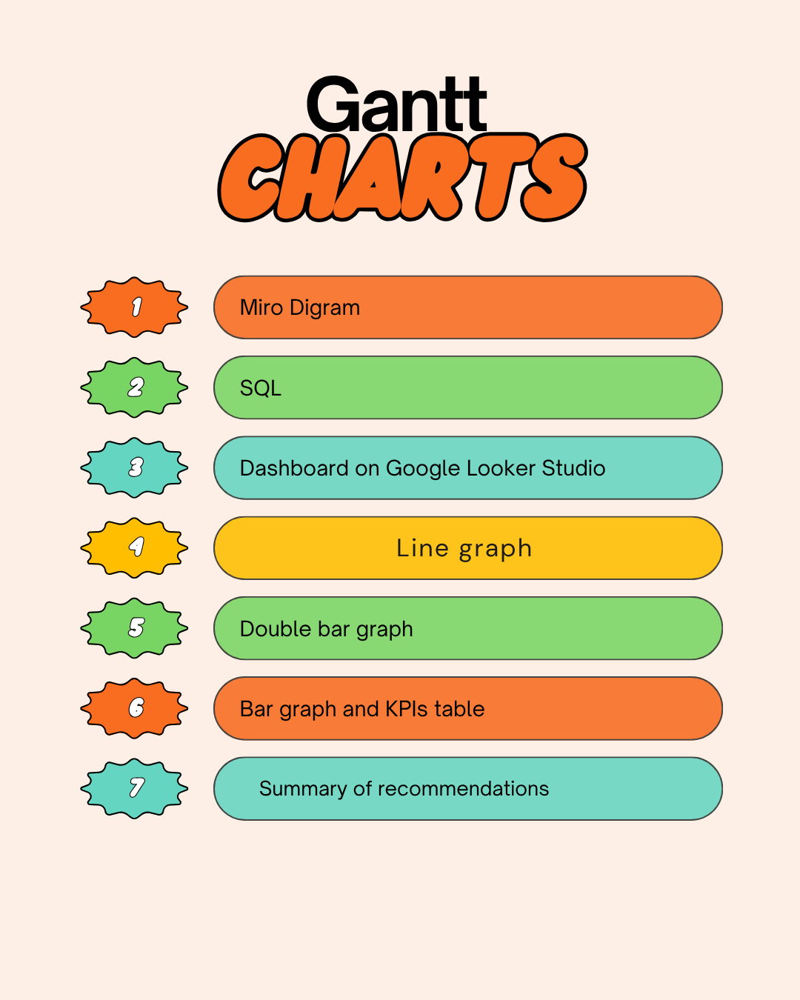 Gantt
CHARTS
1 Miro Digram
2 SQL
3 Dashboard on Google Looker Studio
4 Line graph
5 Double bar graph
6 Bar graph and KPIs table
7 Summary of recommendations